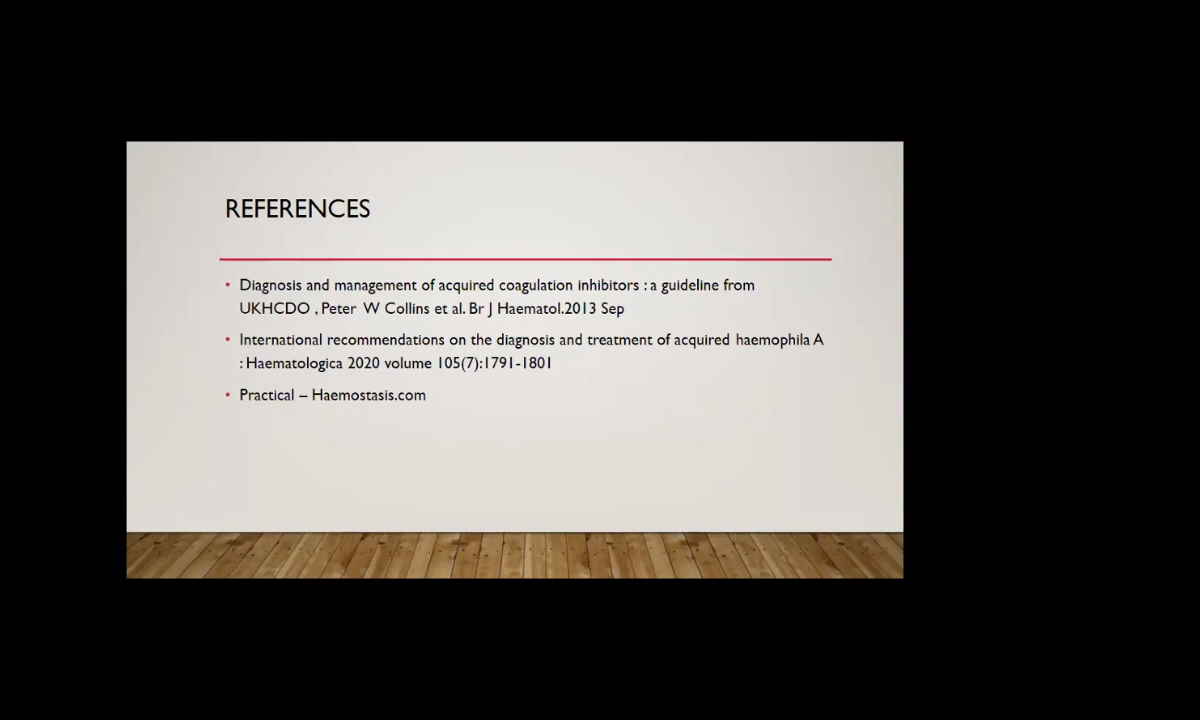 REFERENCES
• Diagnosis and management of acquired coagulation inhibitors : a guideline from
UKHCDO , Peter W Collins et al. Br J Haematol.2013 Sep
• International recommendations on the diagnosis and treatment of acquired haemophila A
: Haematologica 2020 volume 105(7):1791-1801
• Practical – Haemostasis.com